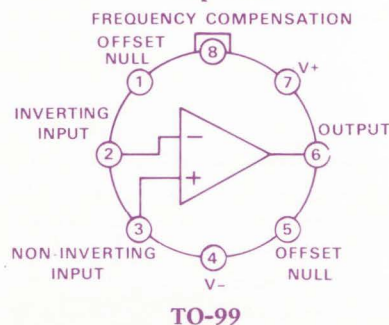 FREQUENCY COMPENSATION
OFFSET
NULL
8
1
7
V+
INVERTING
INPUT
2
−
6
OUTPUT
+
3
5
NON-INVERTING
INPUT
4
V−
OFFSET
NULL
TO-99